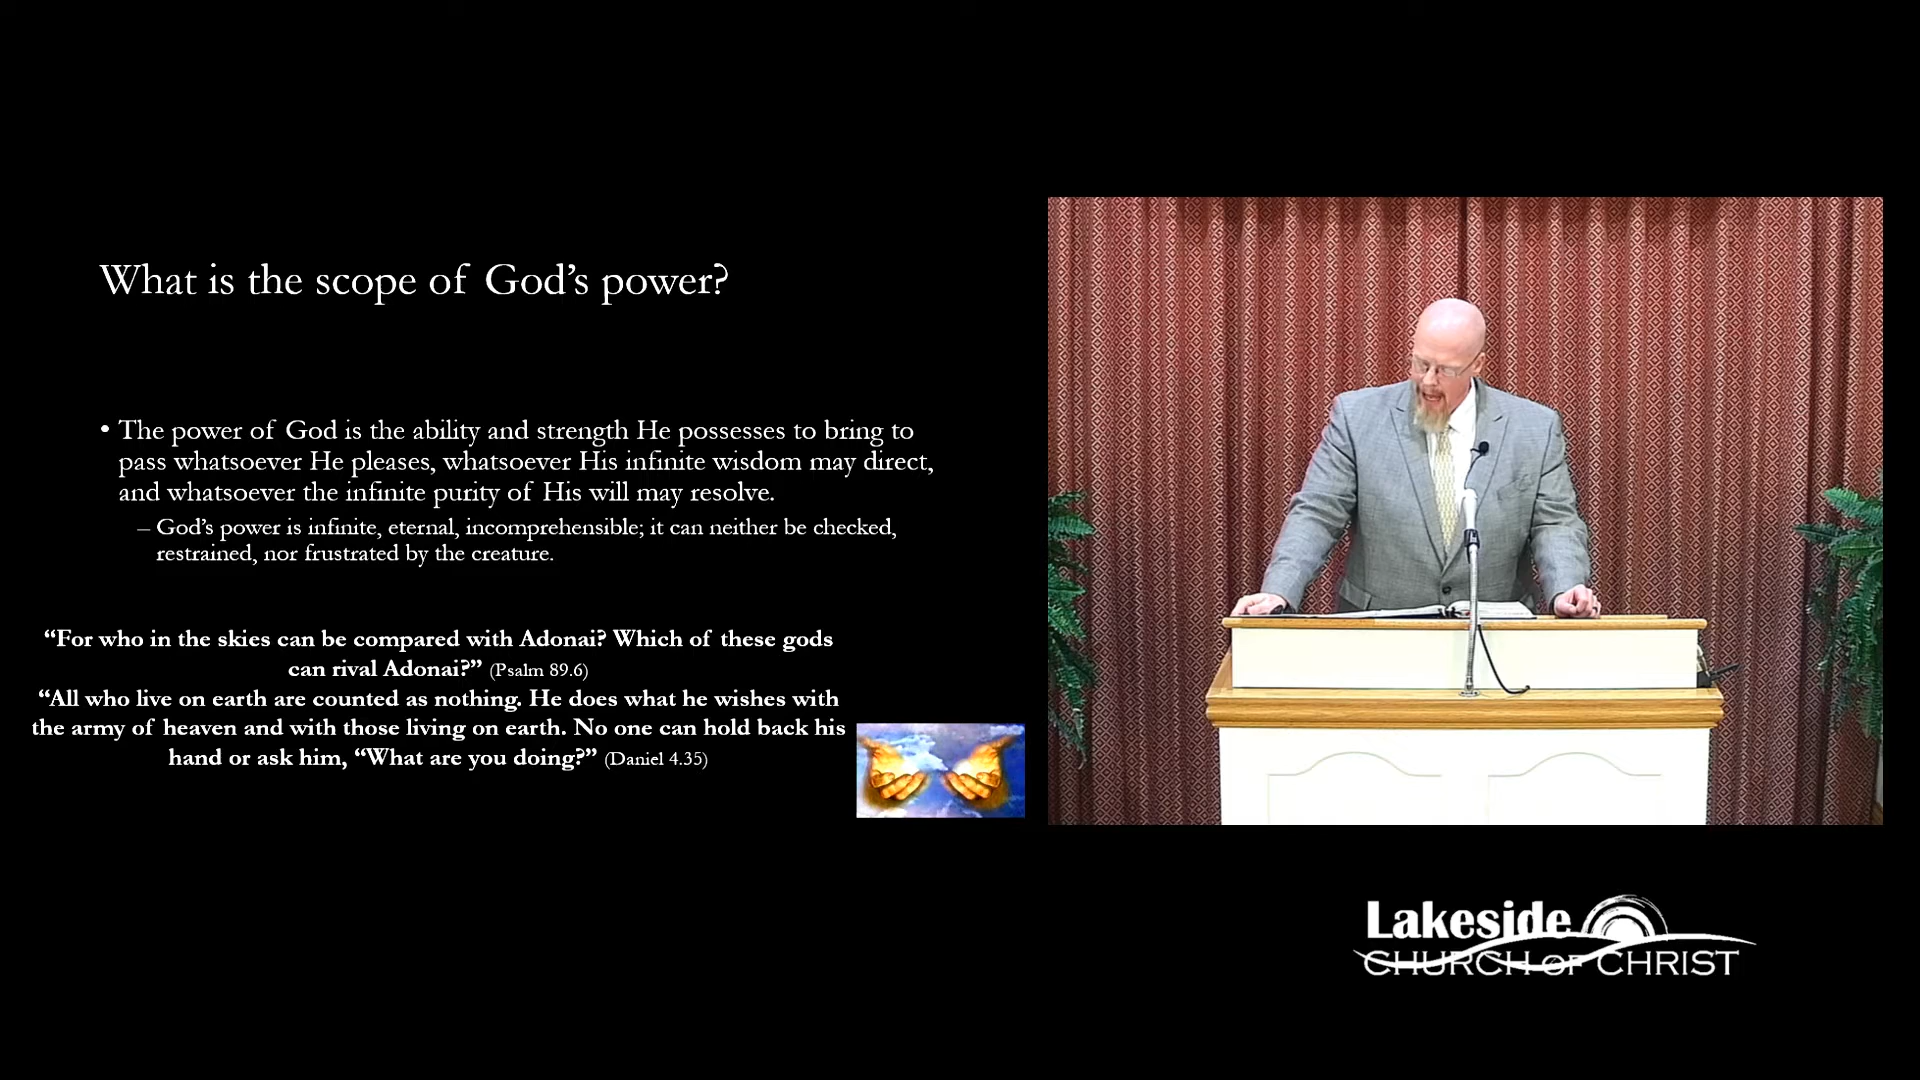 What is the scope of God’s power?
• The power of God is the ability and strength He possesses to bring to
pass whatsoever He pleases, whatsoever His infinite wisdom may direct,
and whatsoever the infinite purity of His will may resolve.
– God’s power is infinite, eternal, incomprehensible; it can neither be checked,
restrained, nor frustrated by the creature.
“For who in the skies can be compared with Adonai? Which of these gods
can rival Adonai?” (Psalm 89.6)
“All who live on earth are counted as nothing. He does what he wishes with
the army of heaven and with those living on earth. No one can hold back his
hand or ask him, “What are you doing?” (Daniel 4.35)
Lakeside
CHURCH OF CHRIST